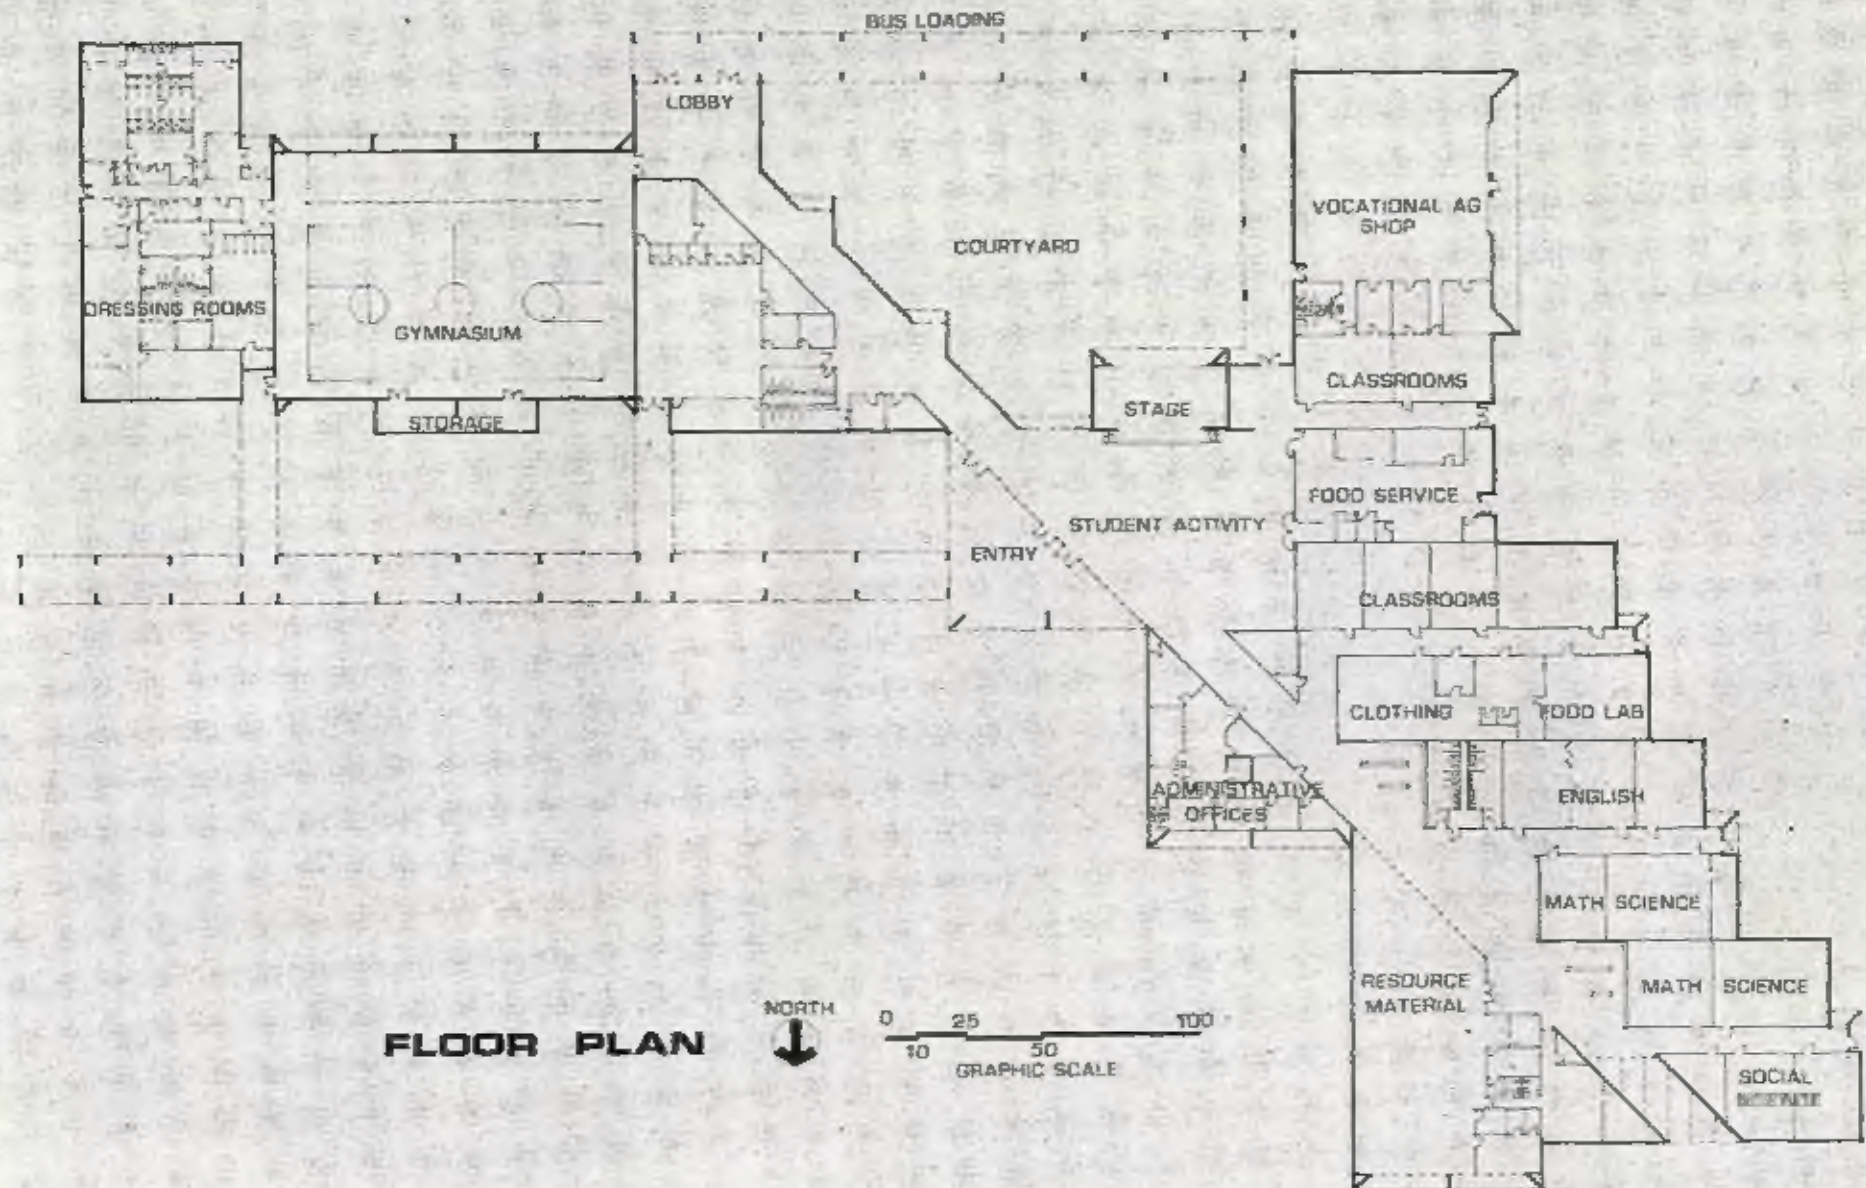 BUS LOADING
LOBBY
VOCATIONAL AG
SHOP
COURTYARD
DRESSING ROOMS
GYMNASIUM
CLASSROOMS
STAGE
STORAGE
FOOD SERVICE
STUDENT ACTIVITY
ENTRY
CLASSROOMS
CLOTHING
FOOD LAB
ADMINISTRATIVE
OFFICES
ENGLISH
MATH SCIENCE
RESOURCE
MATERIAL
MATH SCIENCE
FLOOR PLAN
NORTH
0 25 100
10 50
GRAPHIC SCALE
SOCIAL